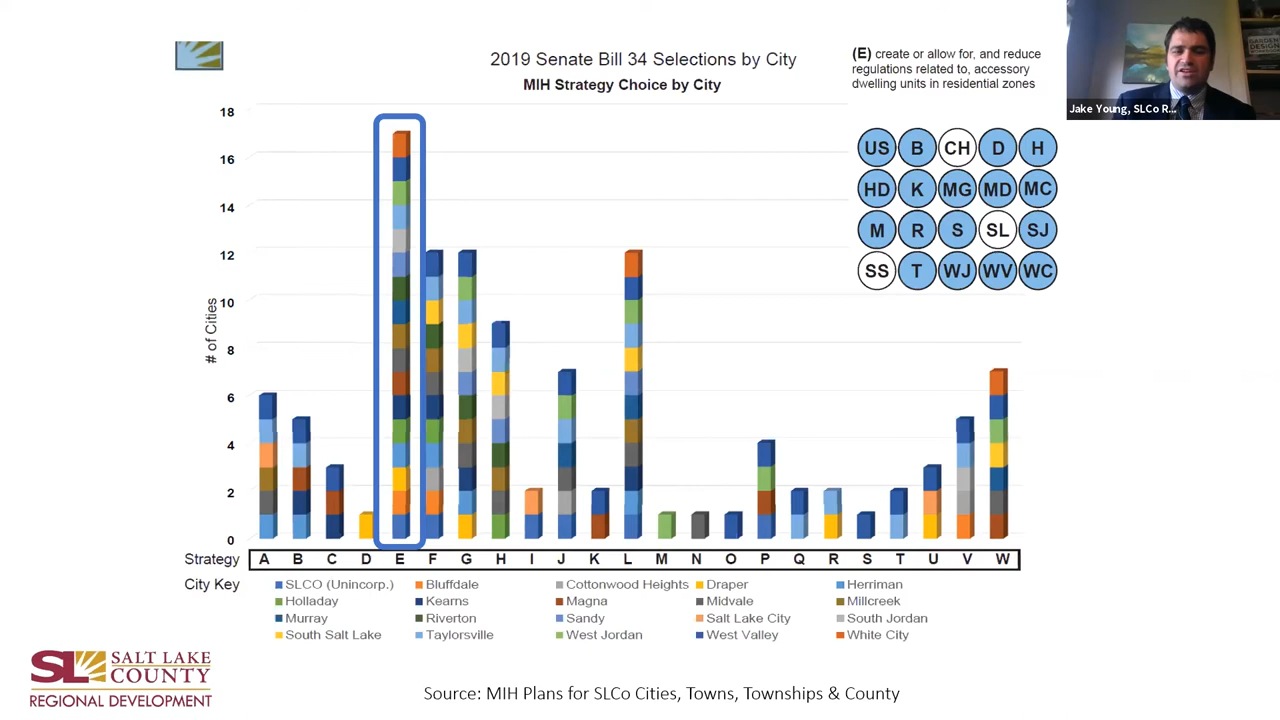 2019 Senate Bill 34 Selections by City
MIH Strategy Choice by City
(E) create or allow for, and reduce
regulations related to, accessory
dwelling units in residential zones
Jake Young, SLCo R...
GARDEN
DESIGN
US B CH D H
HD K MG MD MC
M R S SL SJ
SS T WJ WV WC
# of Cities
18
16
14
12
10
8
6
4
2
0
Strategy A B C D E F G H I J K L M N O P Q R S T U V W
City Key SLCO (Unincorp.) Bluffdale Cottonwood Heights Draper Herriman
Holladay Kearns Magna Midvale Millcreek
Murray Riverton Sandy Salt Lake City South Jordan
South Salt Lake Taylorsville West Jordan West Valley White City
SL SALT LAKE
COUNTY
REGIONAL DEVELOPMENT
Source: MIH Plans for SLCo Cities, Towns, Townships & County